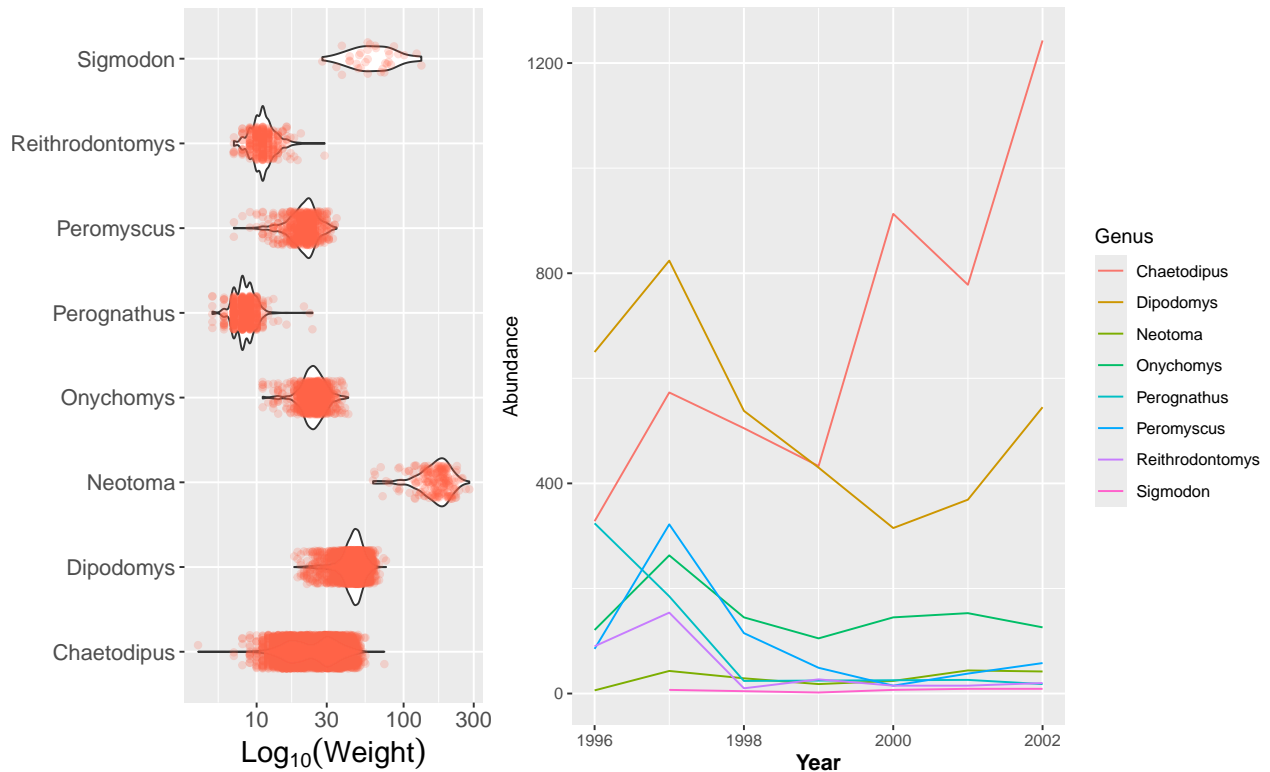 Sigmodon
Reithrodontomys
Peromyscus
Perognathus
Onychomys
Neotoma
Dipodomys
Chaetodipus
10 30 100 300
Log10(Weight)
Abundance
1200
800
400
0
1996 1998 2000 2002
Year
Genus
Chaetodipus
Dipodomys
Neotoma
Onychomys
Perognathus
Peromyscus
Reithrodontomys
Sigmodon